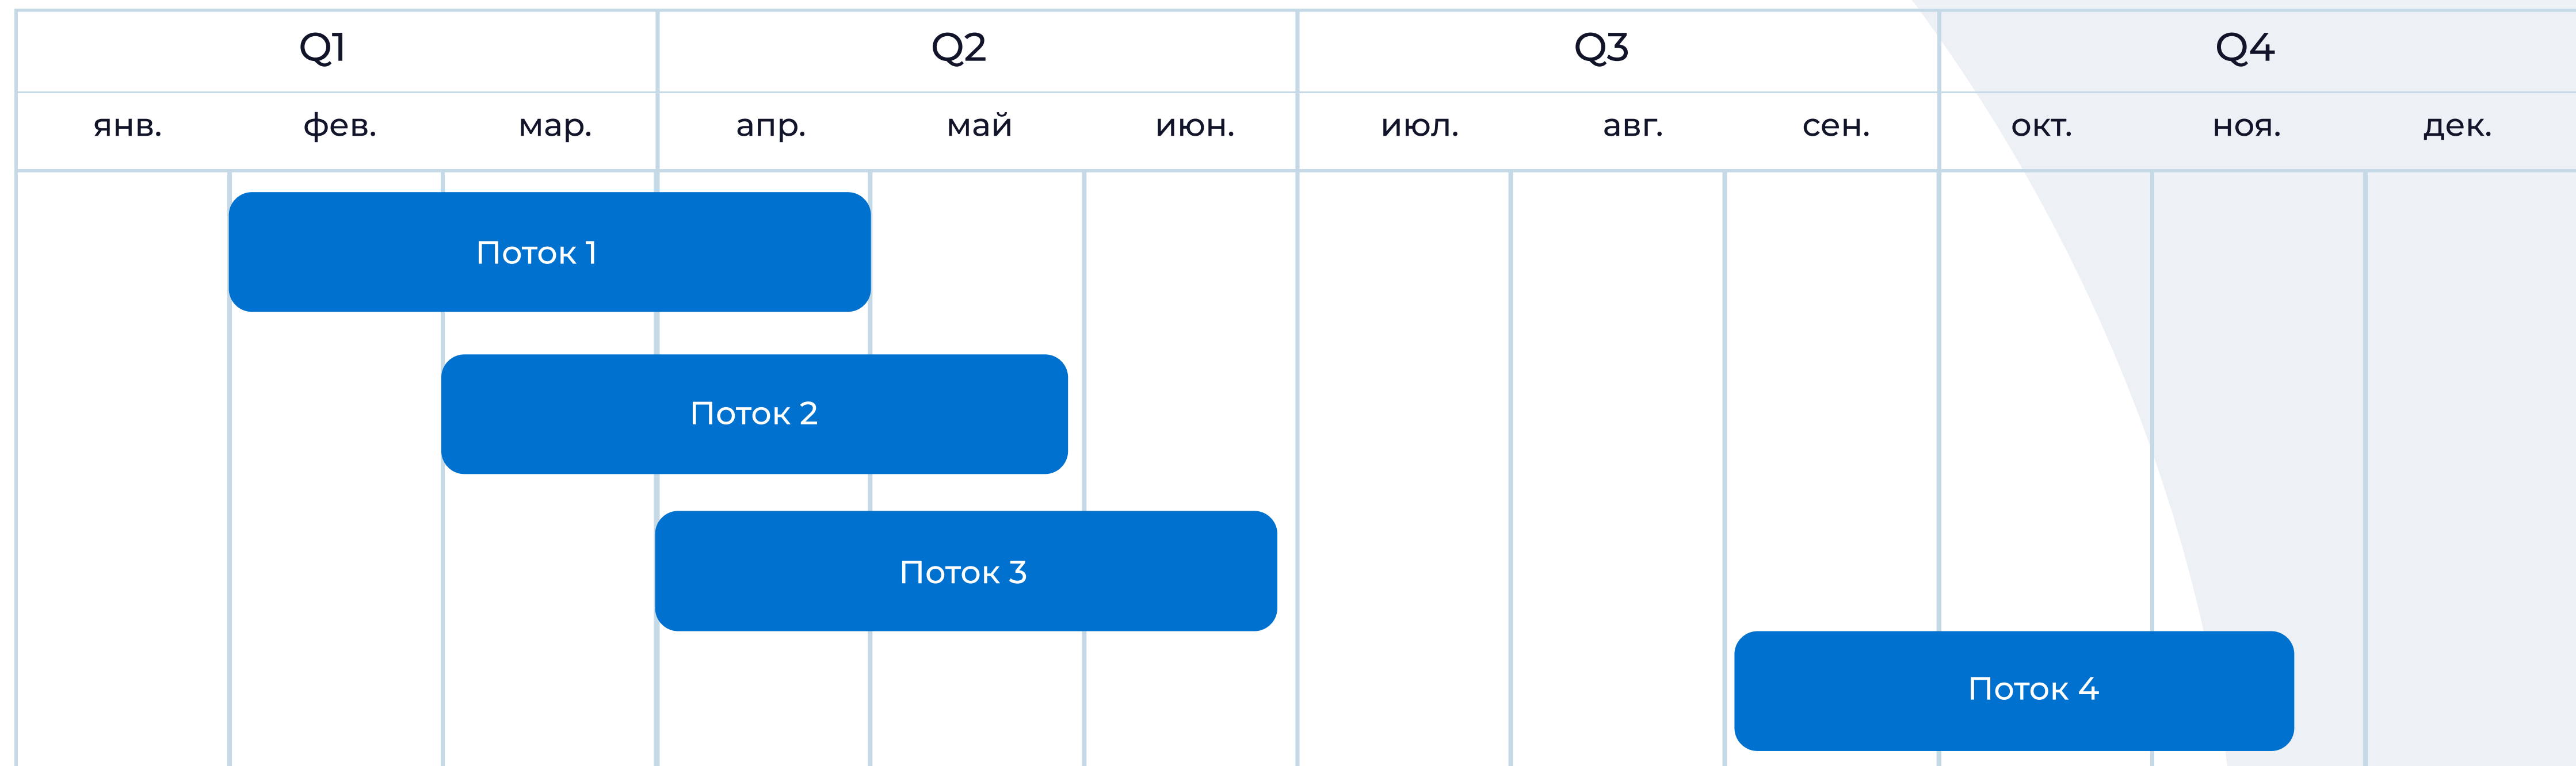 Q1 Q2 Q3 Q4
янв. фев. мар. апр. май июн. июл. авг. сен. окт. ноя. дек.
Поток 1
Поток 2
Поток 3
Поток 4